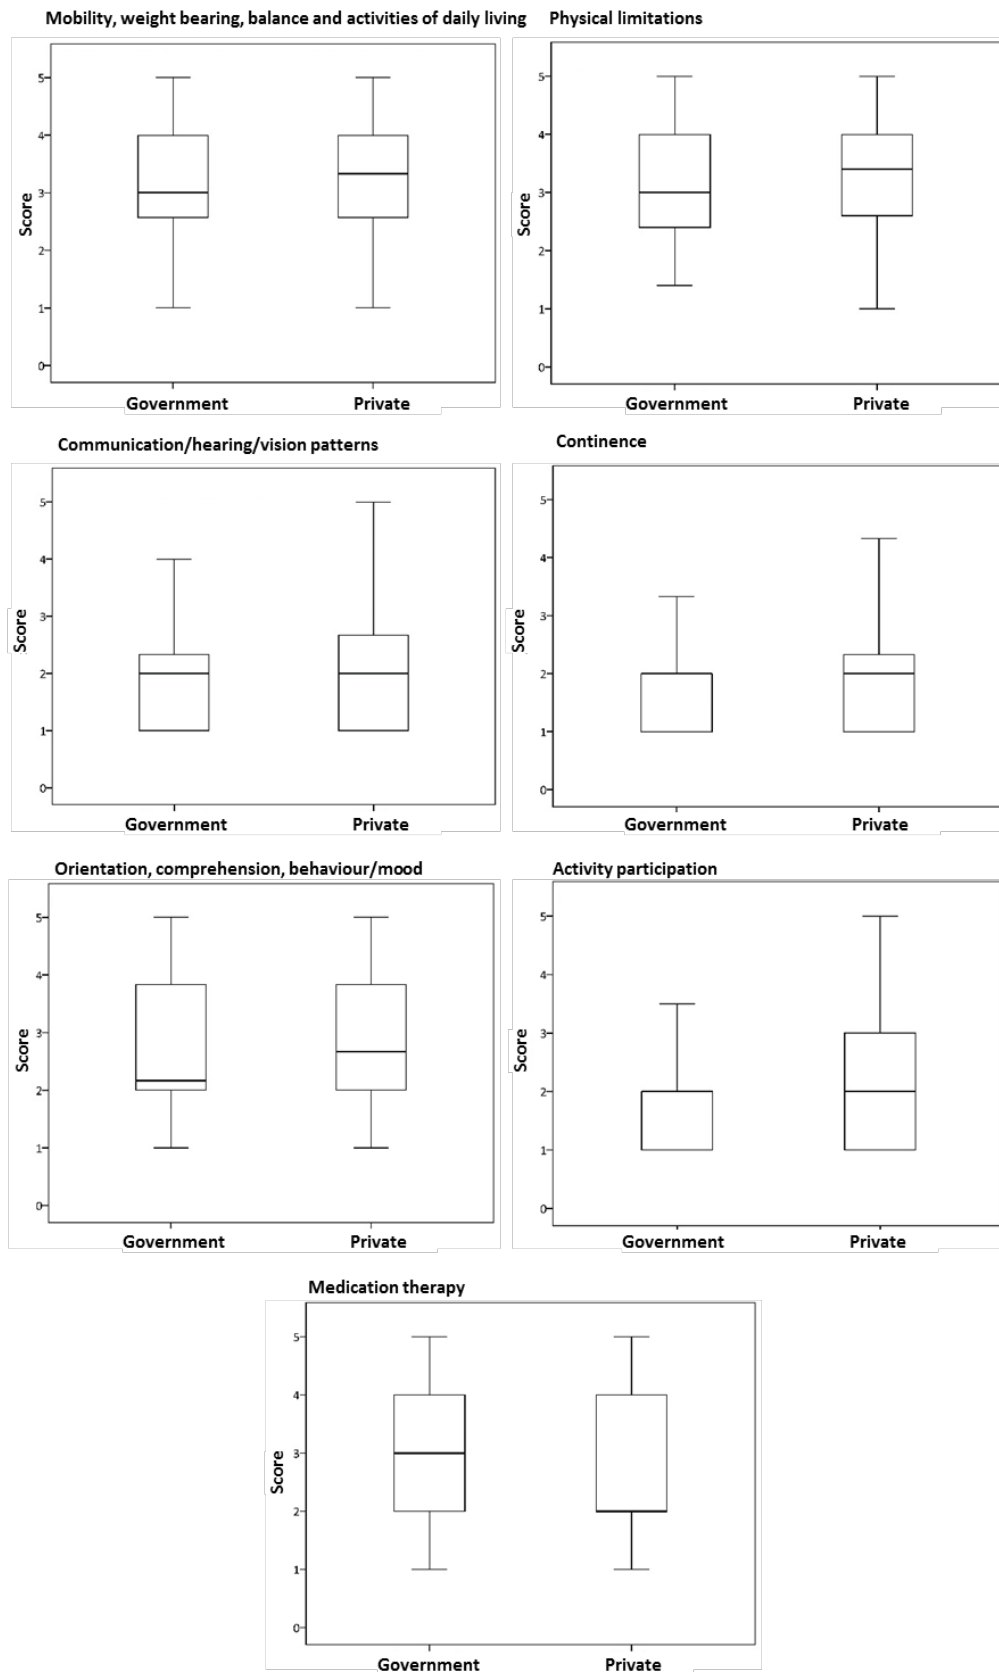 Mobility, weight bearing, balance and activities of daily living
Physical limitations
5
4
3
2
1
0
Score
Government Private
5
4
3
2
1
0
Score
Government Private
Communication/hearing/vision patterns
Continence
5
4
3
2
1
0
Score
Government Private
5
4
3
2
1
0
Score
Government Private
Orientation, comprehension, behaviour/mood
Activity participation
5
4
3
2
1
0
Score
Government Private
5
4
3
2
1
0
Score
Government Private
Medication therapy
5
4
3
2
1
0
Score
Government Private